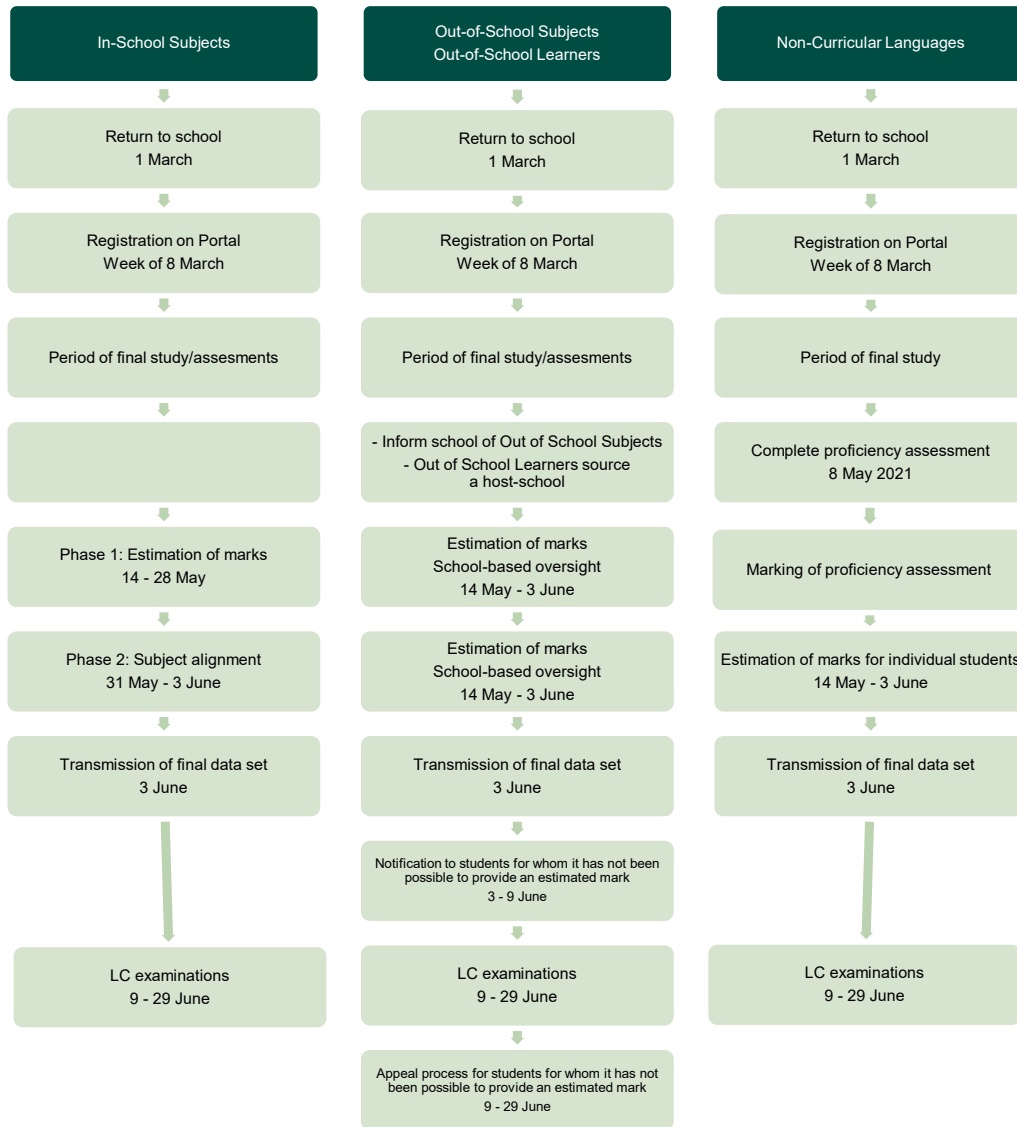 In-School Subjects
Return to school
1 March
Registration on Portal
Week of 8 March
Period of final study/assesments
Phase 1: Estimation of marks
14 - 28 May
Phase 2: Subject alignment
31 May - 3 June
Transmission of final data set
3 June
LC examinations
9 - 29 June
Out-of-School Subjects
Out-of-School Learners
Return to school
1 March
Registration on Portal
Week of 8 March
Period of final study/assesments
- Inform school of Out of School Subjects
- Out of School Learners source
a host-school
Estimation of marks
School-based oversight
14 May - 3 June
Estimation of marks
School-based oversight
14 May - 3 June
Transmission of final data set
3 June
Notification to students for whom it has not been
possible to provide an estimated mark
3 - 9 June
LC examinations
9 - 29 June
Appeal process for students for whom it has not
been possible to provide an estimated mark
9 - 29 June
Non-Curricular Languages
Return to school
1 March
Registration on Portal
Week of 8 March
Period of final study
Complete proficiency assessment
8 May 2021
Marking of proficiency assessment
Estimation of marks for individual students
14 May - 3 June
Transmission of final data set
3 June
LC examinations
9 - 29 June